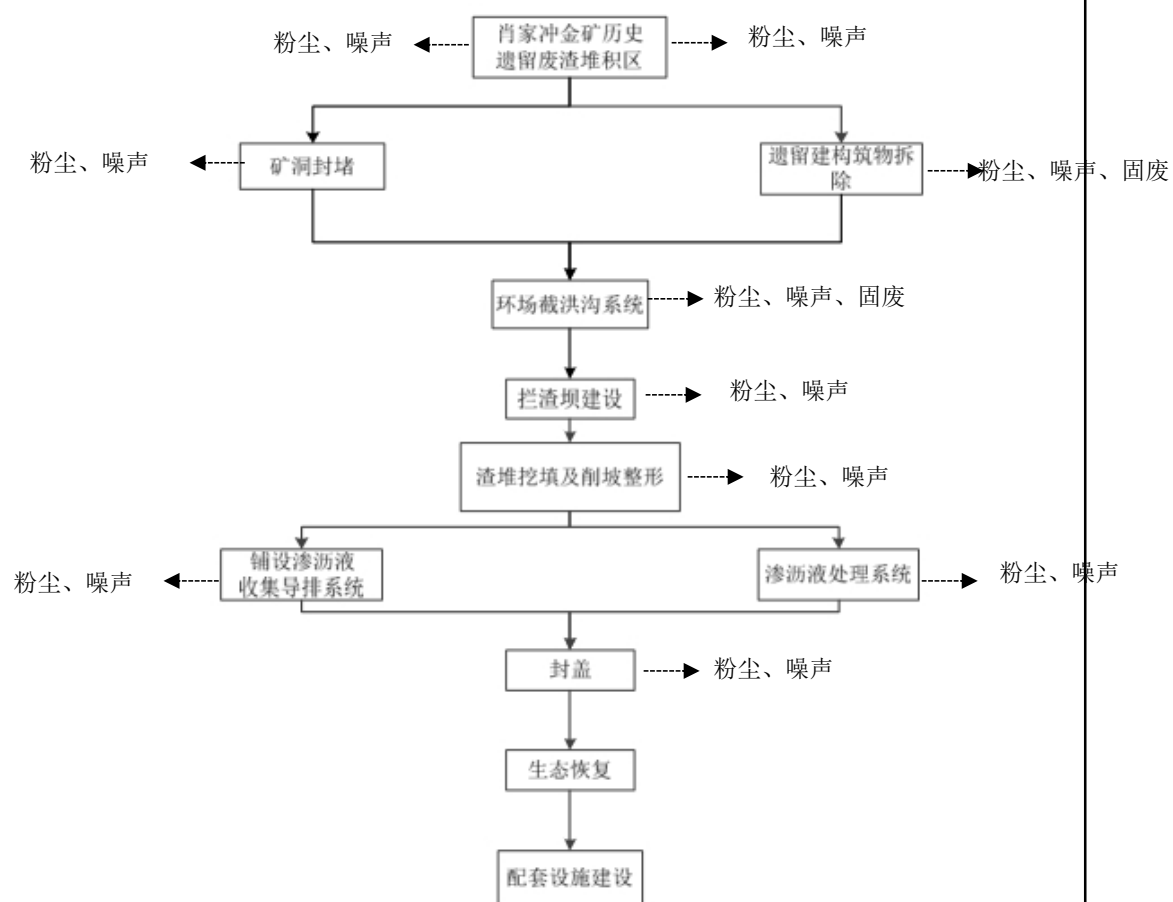 粉尘、噪声
肖家冲金矿历史
遗留废渣堆积区
粉尘、噪声
粉尘、噪声
矿洞封堵
遗留建构筑物拆
除
粉尘、噪声、固废
环场截洪沟系统
粉尘、噪声、固废
拦渣坝建设
粉尘、噪声
渣堆挖填及削坡整形
粉尘、噪声
粉尘、噪声
铺设渗沥液
收集导排系统
渗沥液处理系统
粉尘、噪声
封盖
粉尘、噪声
生态恢复
配套设施建设